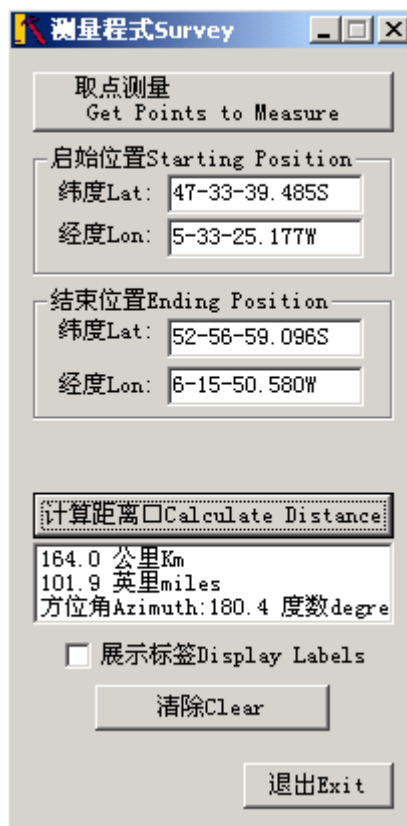 测量程式Survey
取点测量
Get Points to Measure
启始位置Starting Position
纬度Lat: 47-33-39.485S
经度Lon: 5-33-25.177W
结束位置Ending Position
纬度Lat: 52-56-59.096S
经度Lon: 6-15-50.580W
计算距离口Calculate Distance
164.0 公里Km
101.9 英里miles
方位角Azimuth:180.4 度数degre
展示标签Display Labels
清除Clear
退出Exit